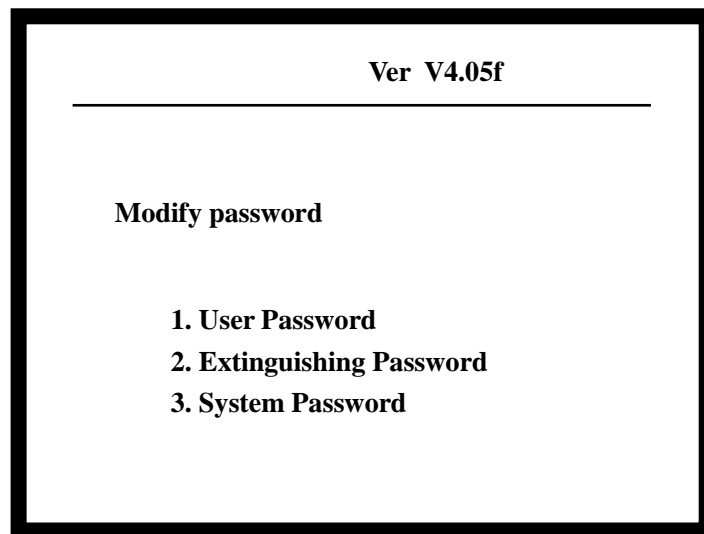 Ver V4.05f
Modify password
1. User Password
2. Extinguishing Password
3. System Password